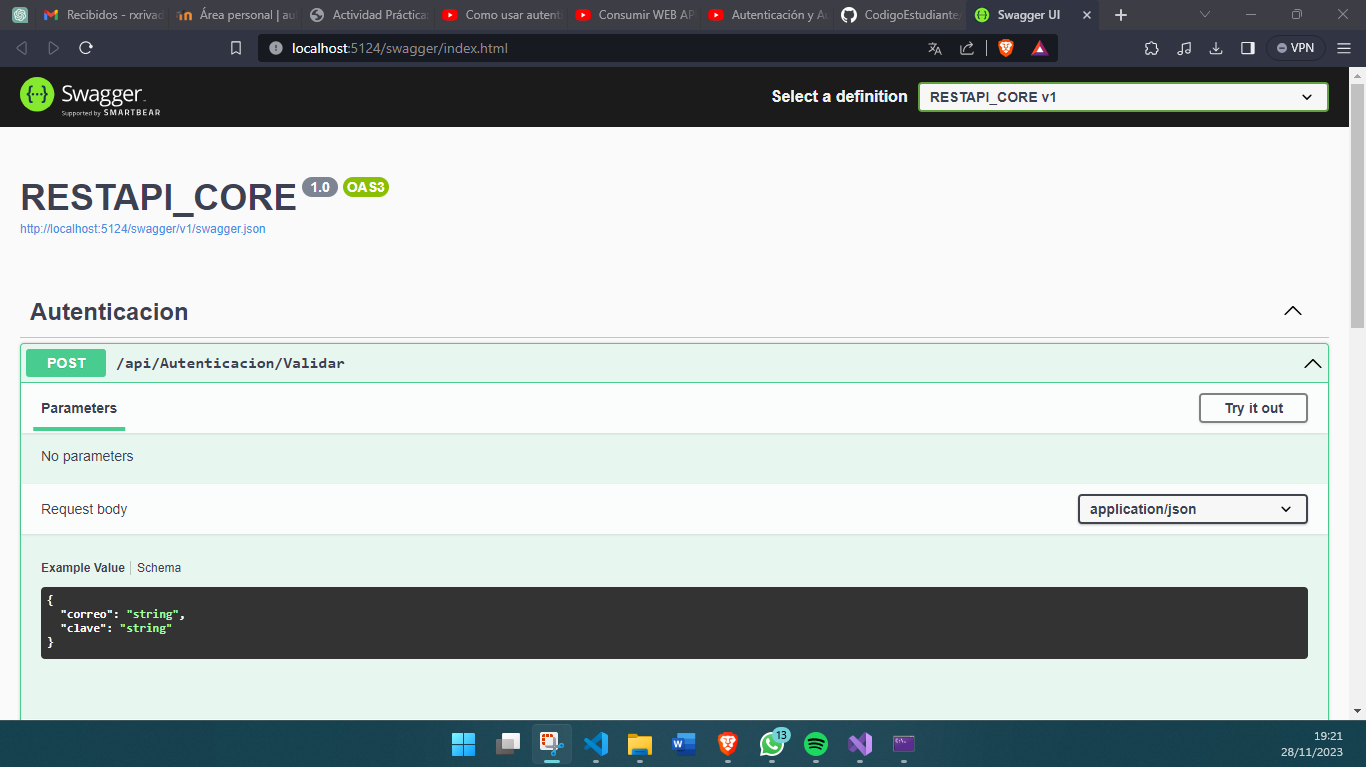 Recibidos - rxrivad
Área personal | au
Actividad Práctica:
Como usar autent
Consumir WEB AP
Autenticación y Au
CodigoEstudiante/
Swagger UI
localhost:5124/swagger/index.html
VPN
Swagger
Supported by SMARTBEAR
Select a definition
RESTAPI_CORE v1
RESTAPI_CORE 1.0 OAS3
http://localhost:5124/swagger/v1/swagger.json
Autenticacion
POST /api/Autenticacion/Validar
Parameters
Try it out
No parameters
Request body
application/json
Example Value | Schema
{
"correo": "string",
"clave": "string"
}
13
19:21
28/11/2023